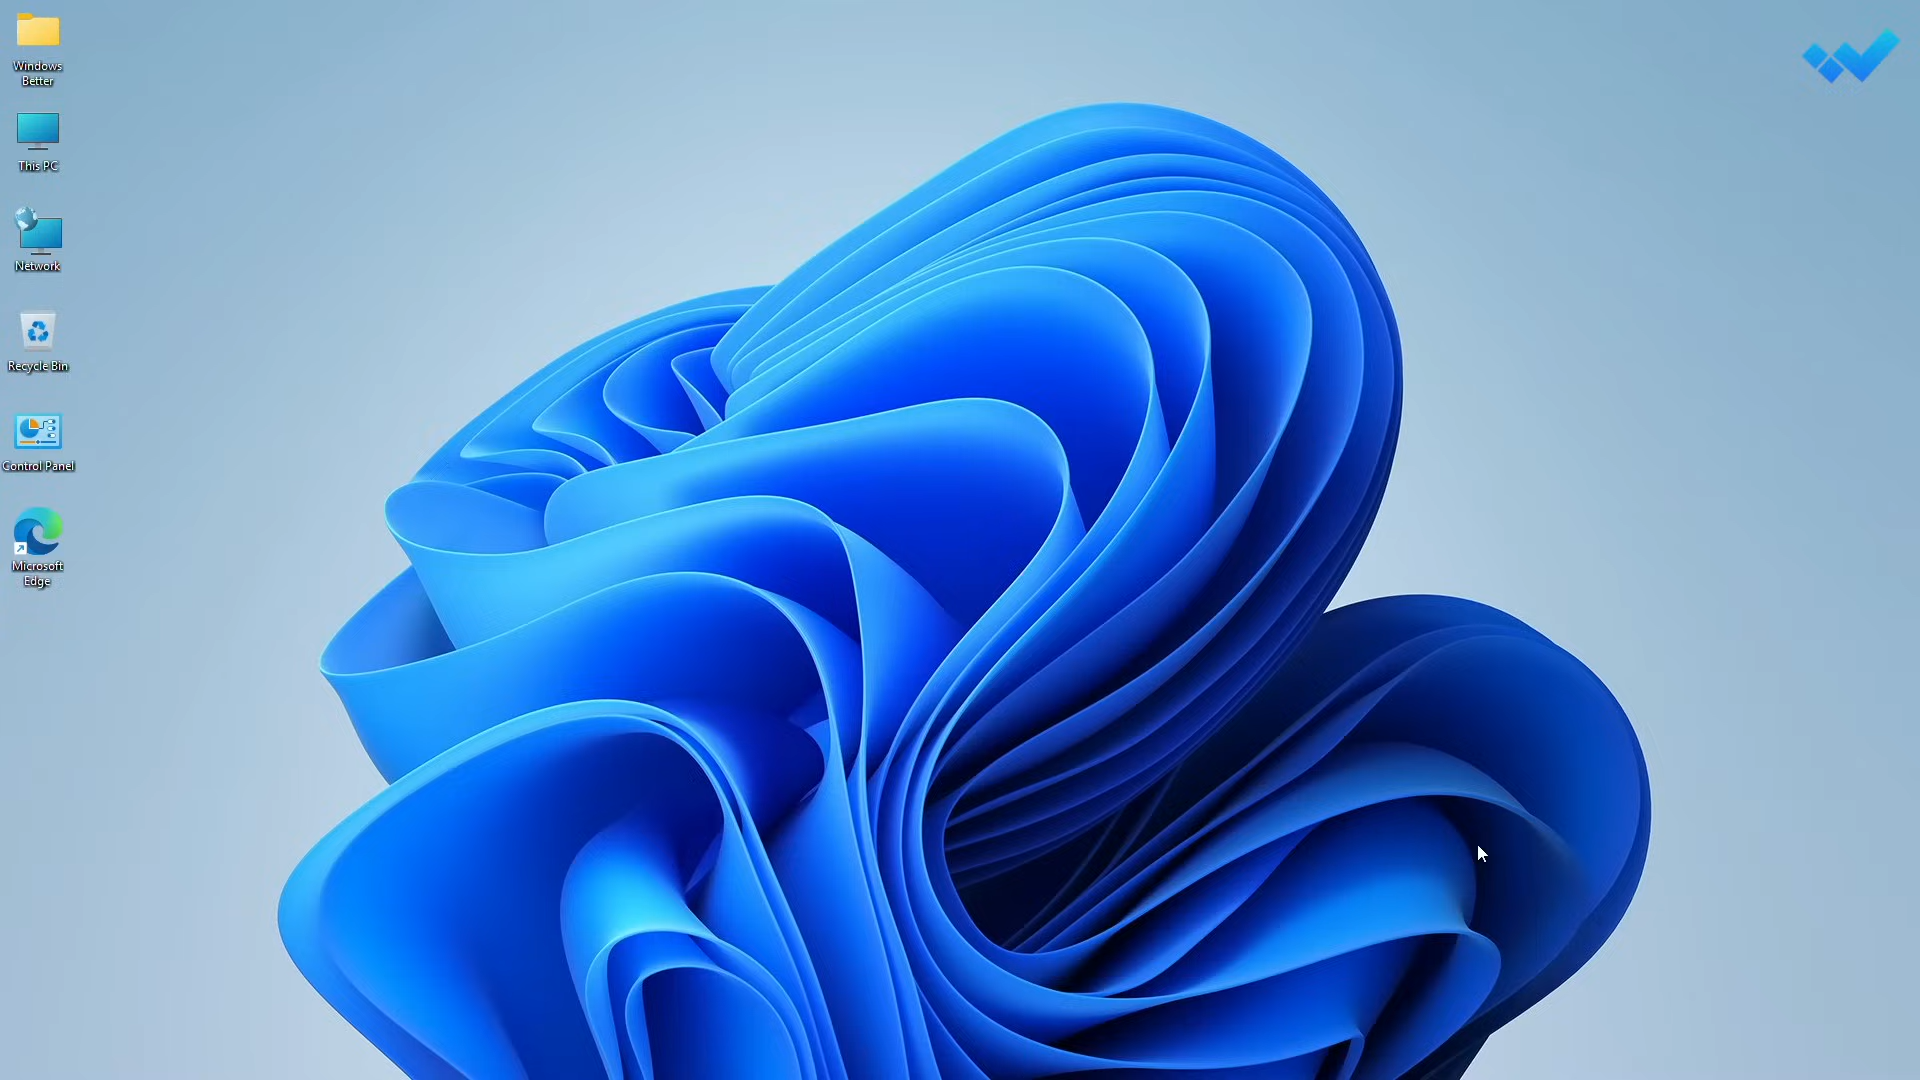 Windows
Better
This PC
Network
Recycle Bin
Control Panel
Microsoft
Edge